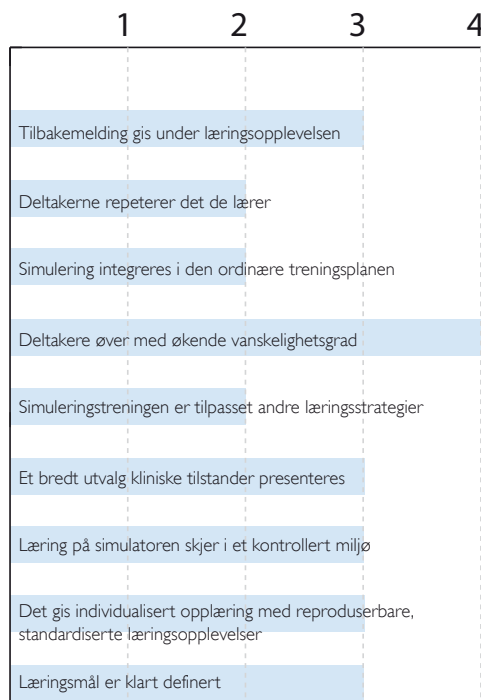 1 2 3 4
Tilbakemelding gis under læringsopplevelsen
Deltakerne repeterer det de lærer
Simulering integreres i den ordinære treningsplanen
Deltakere øver med økende vanskelighetsgrad
Simuleringstreningen er tilpasset andre læringsstrategier
Et bredt utvalg kliniske tilstander presenteres
Læring på simulatoren skjer i et kontrollert miljø
Det gis individualisert opplæring med reproduserbare,
standardiserte læringsopplevelser
Læringsmål er klart definert